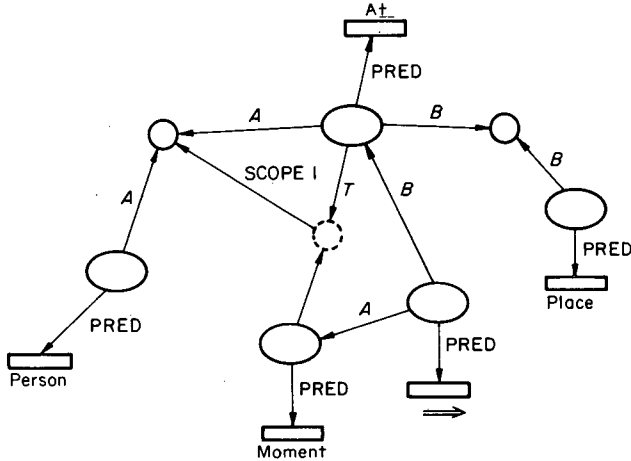 At
PRED
A
B
SCOPE I
T
B
B
A
PRED
PRED
Place
A
PRED
Person
PRED
Moment
⇒